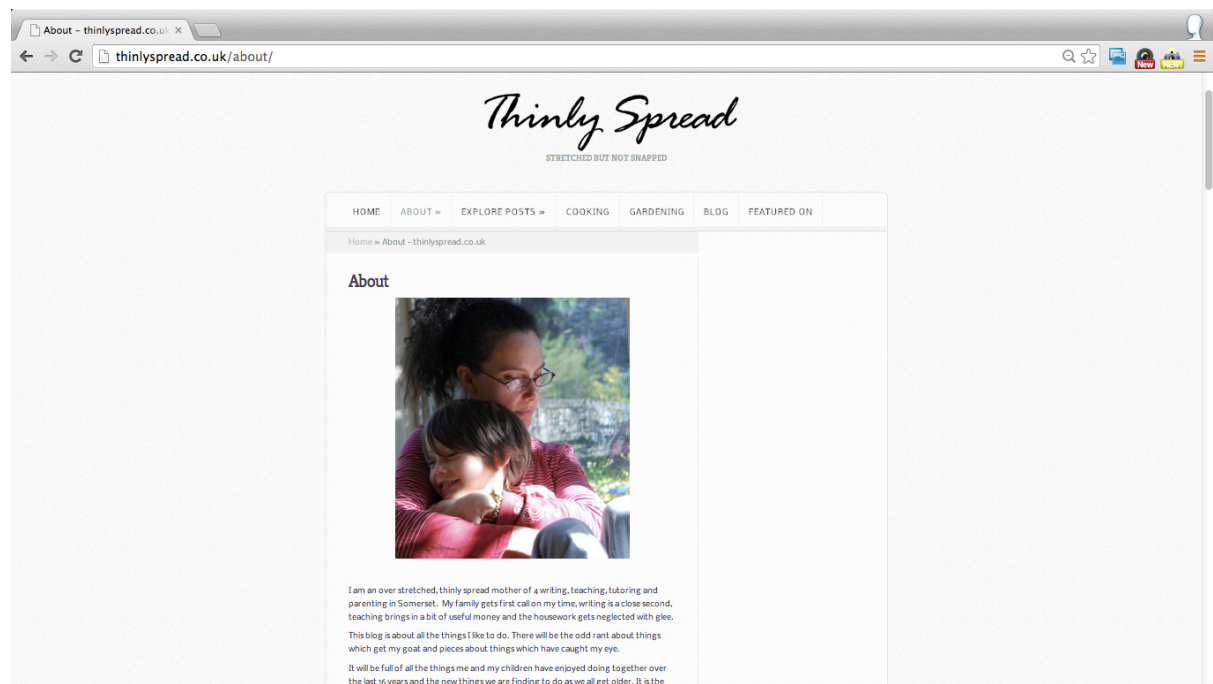 About - thinlyspread.co.uk
thinlyspread.co.uk/about/
New
NEW!
Thinly Spread
STRETCHED BUT NOT SNAPPED
HOME ABOUT » EXPLORE POSTS » COOKING GARDENING BLOG FEATURED ON
Home » About - thinlyspread.co.uk
About
I am an over stretched, thinly spread mother of 4 writing, teaching, tutoring and
parenting in Somerset. My family gets first call on my time, writing is a close second,
teaching brings in a bit of useful money and the housework gets neglected with glee.
This blog is about all the things I like to do. There will be the odd rant about things
which get my goat and pieces about things which have caught my eye.
It will be full of all the things me and my children have enjoyed doing together over
the last 16 years and the new things we are finding to do as we all get older. It is the